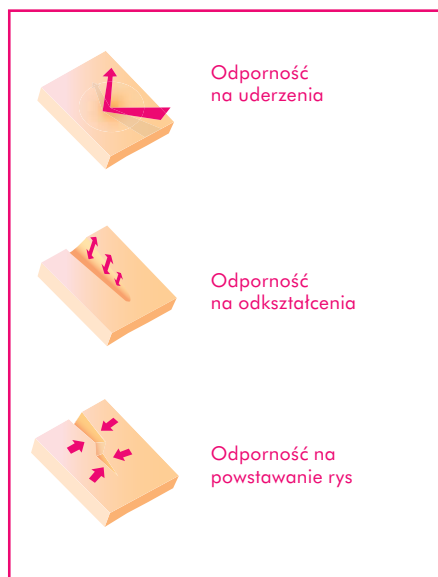 Odporność
na uderzenia
Odporność
na odkształcenia
Odporność na
powstawanie rys